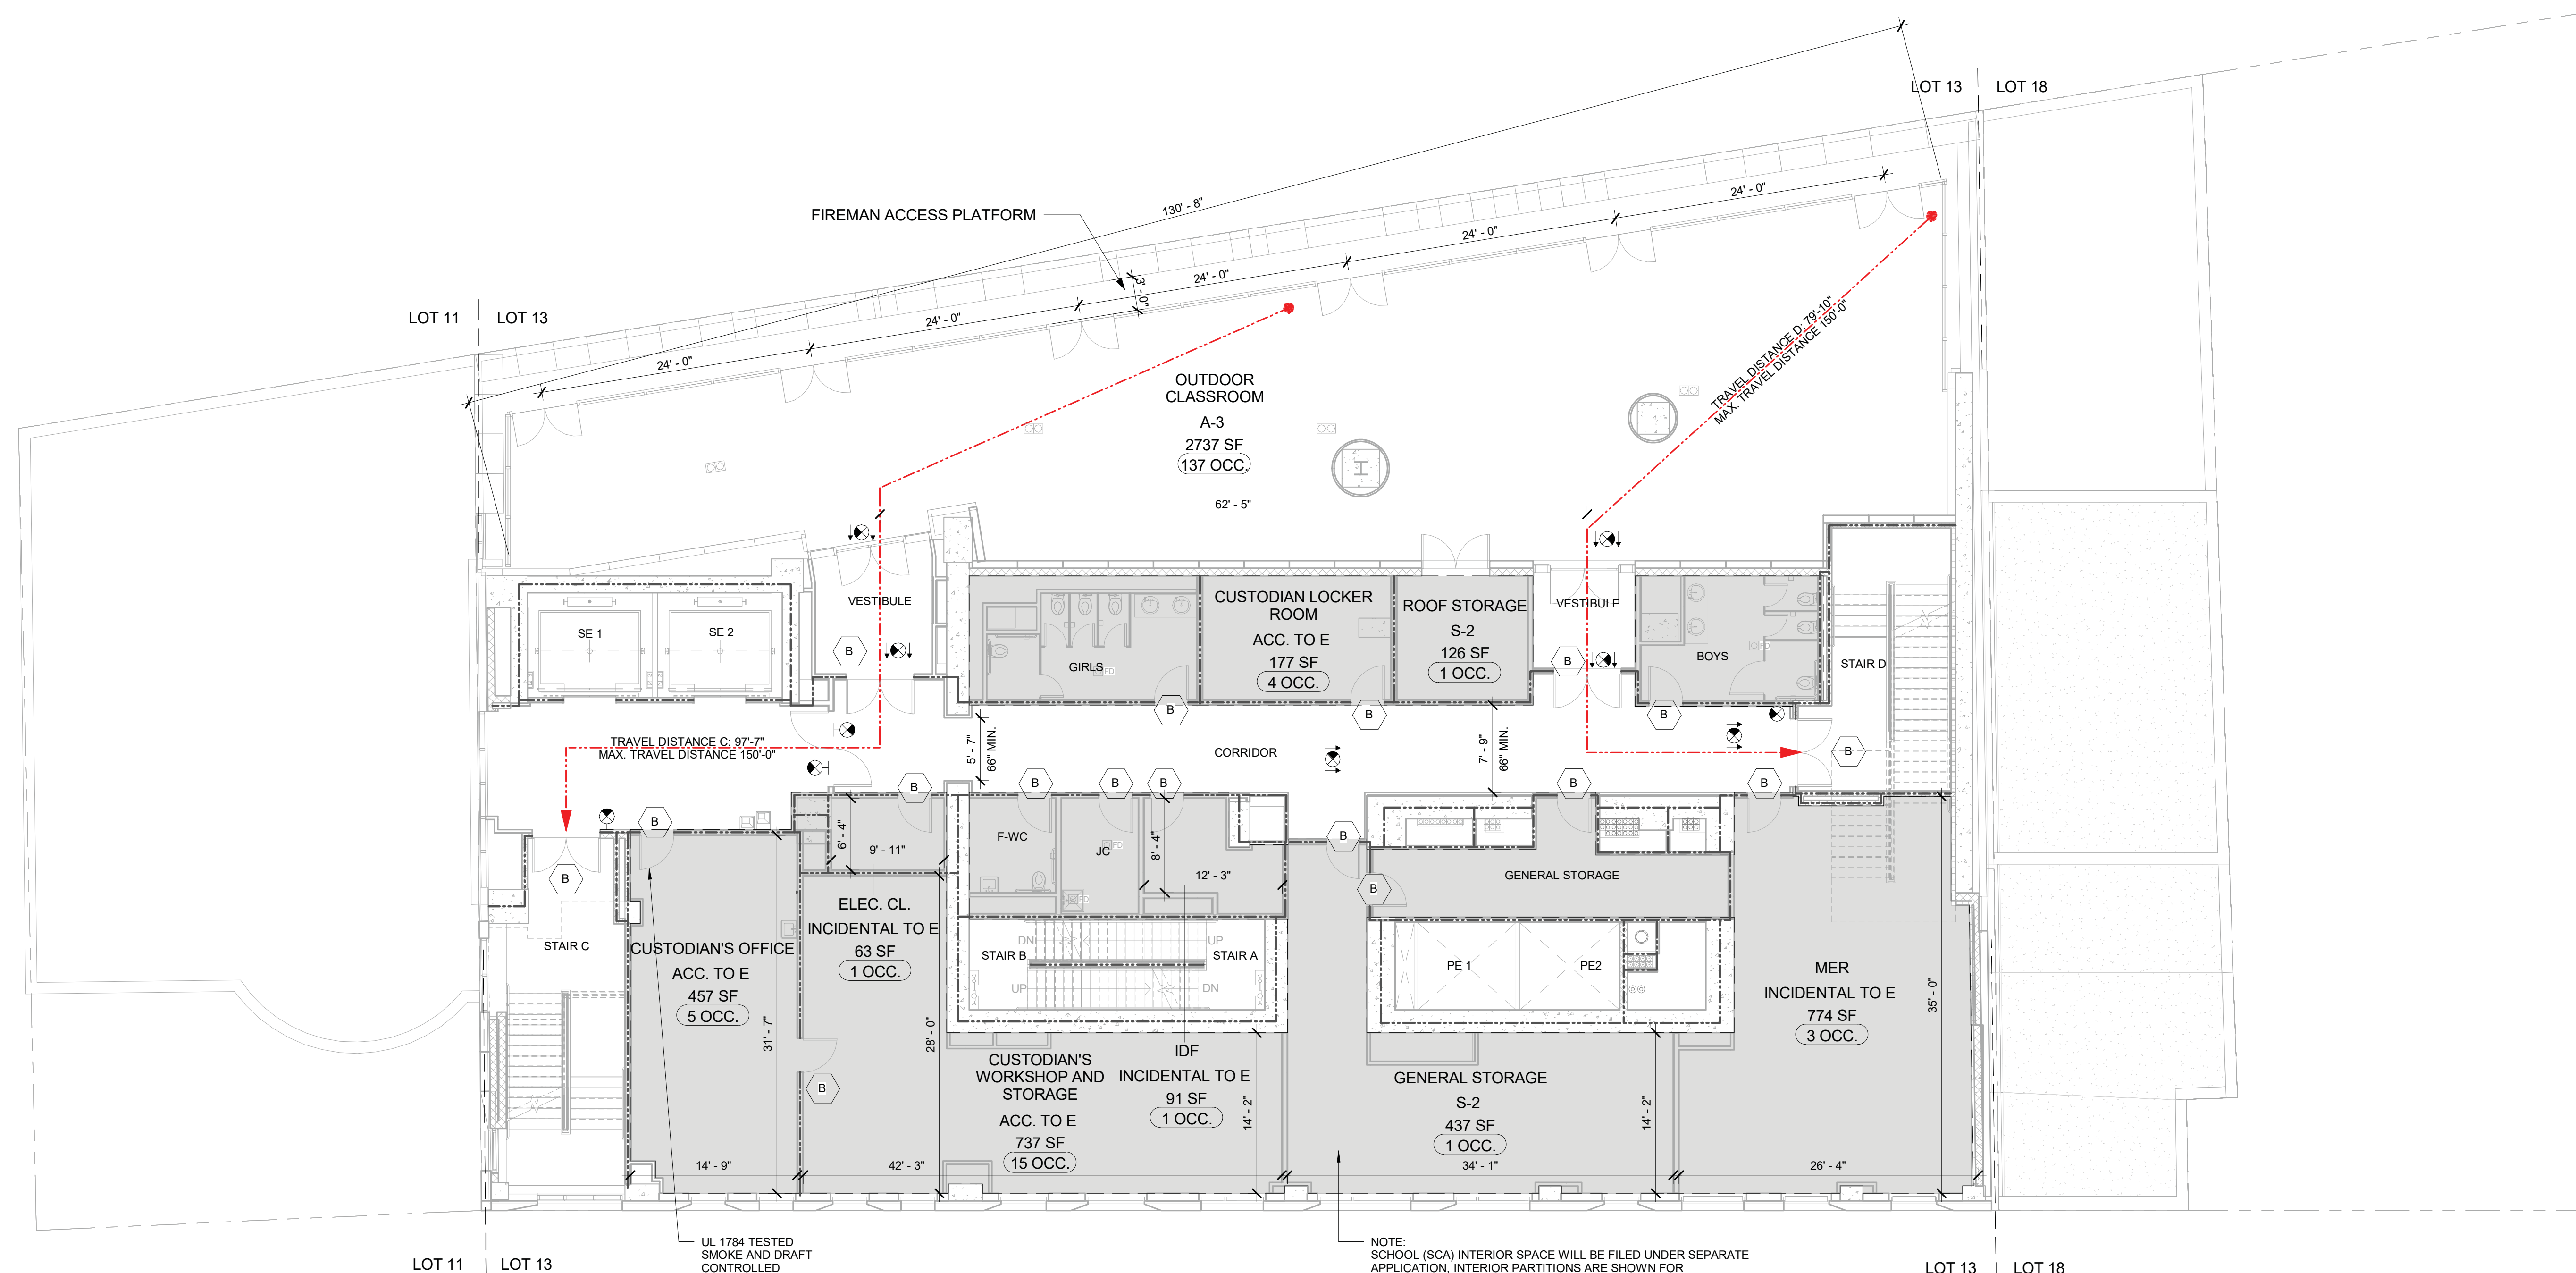 LOT 13
LOT 18
130' - 8"
FIREMAN ACCESS PLATFORM
24' - 0"
24' - 0"
24' - 0"
24' - 0"
24' - 0"
3' - 0"
LOT 11
LOT 13
TRAVEL DISTANCE D: 79'-10"
MAX. TRAVEL DISTANCE 150'-0"
OUTDOOR
CLASSROOM
A-3
2737 SF
137 OCC.
62' - 5"
VESTIBULE
SE 1
SE 2
B
GIRLS
FD
CUSTODIAN LOCKER
ROOM
ACC. TO E
177 SF
4 OCC.
ROOF STORAGE
S-2
126 SF
1 OCC.
VESTIBULE
B
BOYS
FD
STAIR D
B
B
B
TRAVEL DISTANCE C: 97'-7"
MAX. TRAVEL DISTANCE 150'-0"
5' - 7"
66" MIN.
CORRIDOR
7' - 9"
66" MIN.
B
B
B
B
B
B
B
B
B
6' - 4"
9' - 11"
F-WC
JC
FD
FD
8' - 4"
12' - 3"
B
B
GENERAL STORAGE
B
STAIR C
CUSTODIAN'S OFFICE
ACC. TO E
457 SF
5 OCC.
31' - 7"
ELEC. CL.
INCIDENTAL TO E
63 SF
1 OCC.
28' - 0"
DN
UP
STAIR B
STAIR A
UP
DN
PE 1
PE2
MER
INCIDENTAL TO E
774 SF
3 OCC.
35' - 0"
B
CUSTODIAN'S
WORKSHOP AND
STORAGE
ACC. TO E
737 SF
15 OCC.
IDF
INCIDENTAL TO E
91 SF
1 OCC.
14' - 2"
GENERAL STORAGE
S-2
437 SF
1 OCC.
14' - 2"
14' - 9"
42' - 3"
34' - 1"
26' - 4"
UL 1784 TESTED
SMOKE AND DRAFT
CONTROLLED
NOTE:
SCHOOL (SCA) INTERIOR SPACE WILL BE FILED UNDER SEPARATE
APPLICATION, INTERIOR PARTITIONS ARE SHOWN FOR
LOT 11
LOT 13
LOT 13
LOT 18